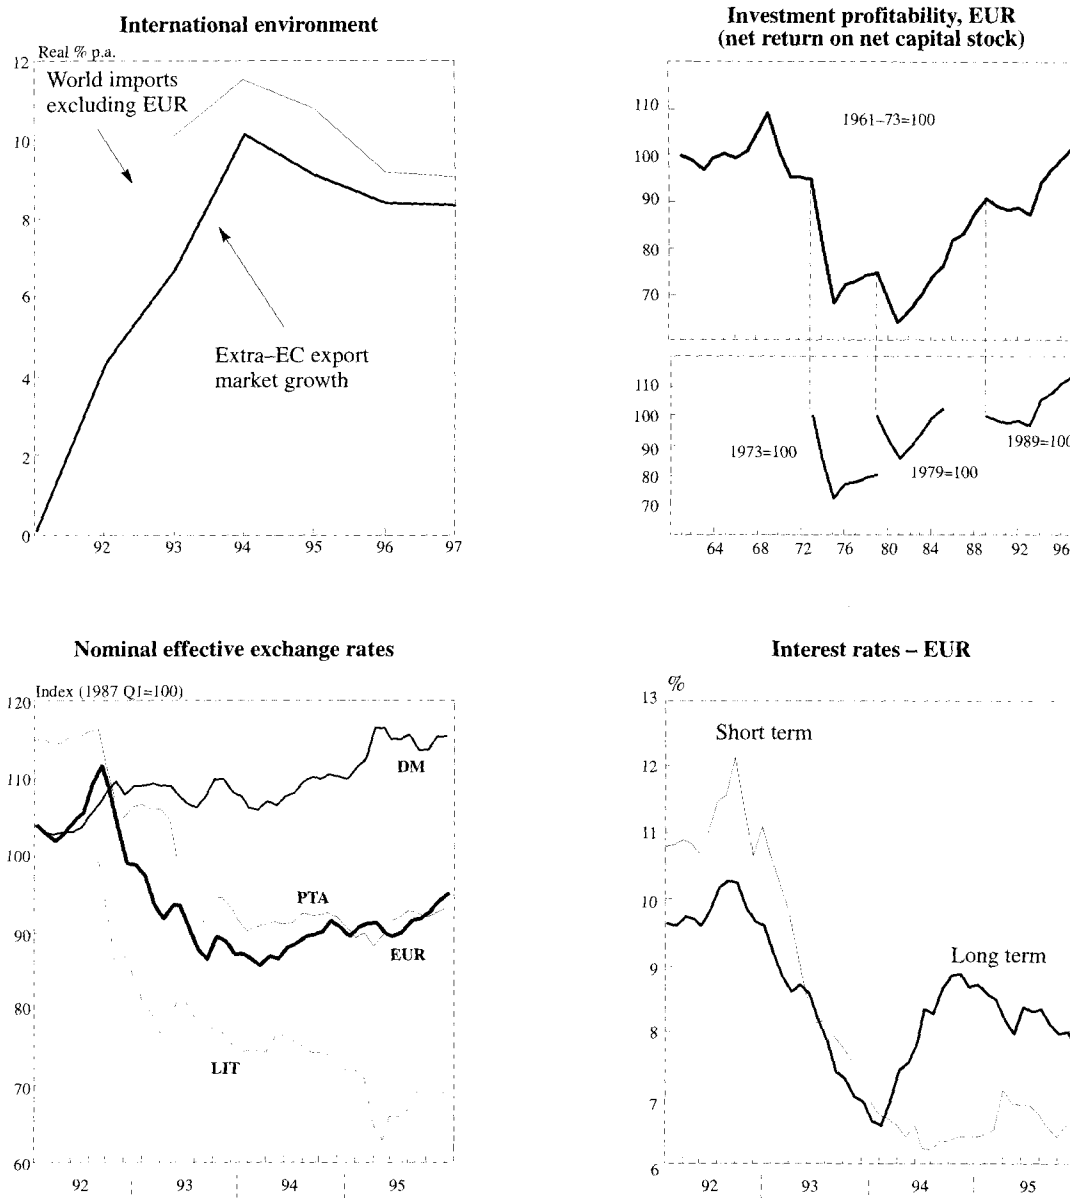 International environment
Real % p.a.
12
World imports
excluding EUR
10
8
6
Extra–EC export
market growth
4
2
0
92 93 94 95 96 97
Investment profitability, EUR
(net return on net capital stock)
110
1961–73=100
100
90
80
70
110
100
1989=100
90
1973=100
80
1979=100
70
64 68 72 76 80 84 88 92 96
Nominal effective exchange rates
Index (1987 Q1=100)
120
DM
110
100
PTA
90
EUR
LIT
80
70
60
92 93 94 95
Interest rates – EUR
%
13
Short term
12
11
10
Long term
9
8
7
6
92 93 94 95